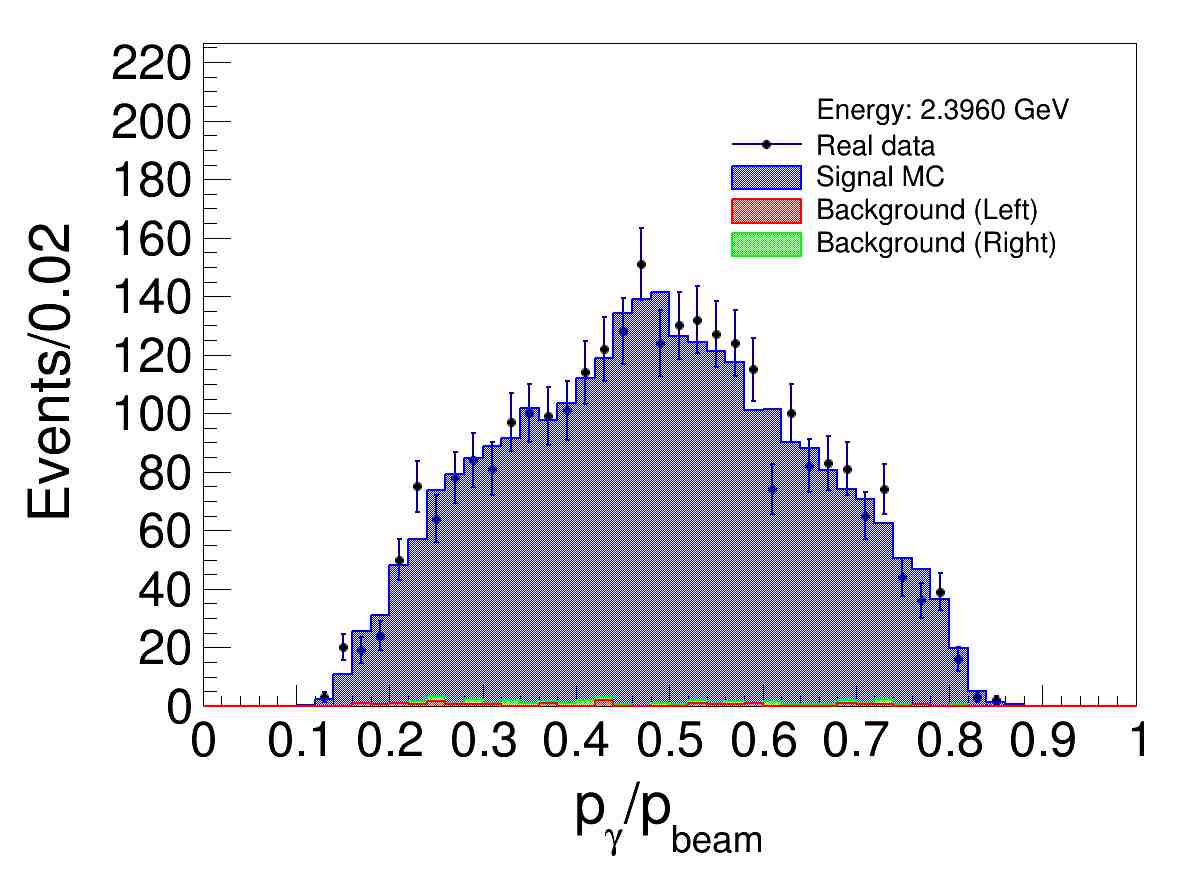 220
200
180
160
140
120
100
80
60
40
20
0
Events/0.02
Energy: 2.3960 GeV
Real data
Signal MC
Background (Left)
Background (Right)
0 0.1 0.2 0.3 0.4 0.5 0.6 0.7 0.8 0.9 1
pγ/pbeam